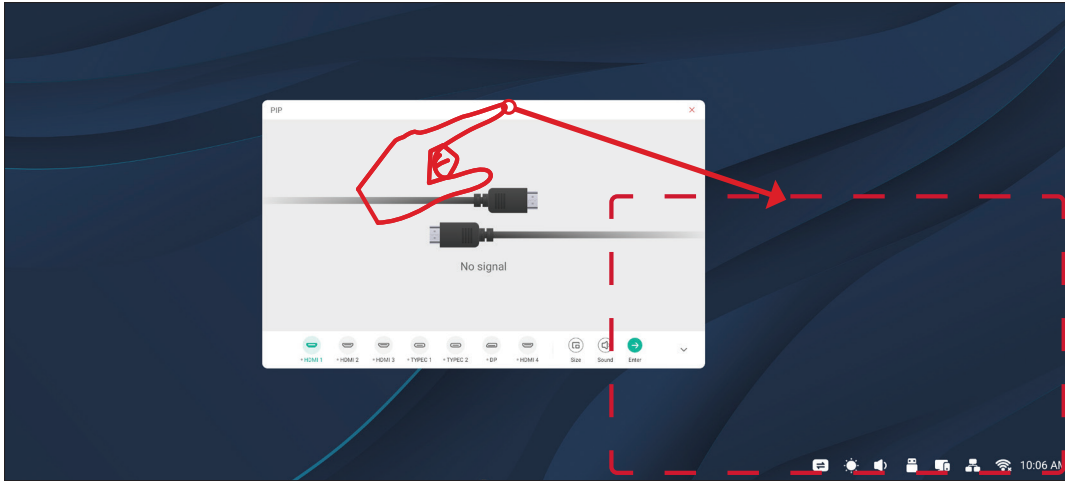 PIP
No signal
HDMI 1 HDMI 2 HDMI 3 TYPEC 1 TYPEC 2 DP HDMI 4 Size Sound Enter
10:06 AM